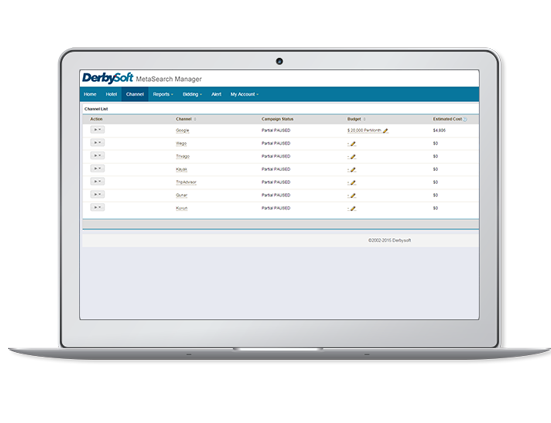 DerbySoft MetaSearch Manager
Home Hotel Channel Reports Bidding Alert My Account
Channel List
Action Channel Campaign Status Budget Estimated Cost
Google Partial PAUSED $ 20,000 Per Month
Wego Partial PAUSED - $0
Trivago Partial PAUSED - $0
Kayak Partial PAUSED - $0
TripAdvisor Partial PAUSED - $0
Qunar Partial PAUSED - $0
Kuxun Partial PAUSED - $0
©2002-2015 Derbysoft